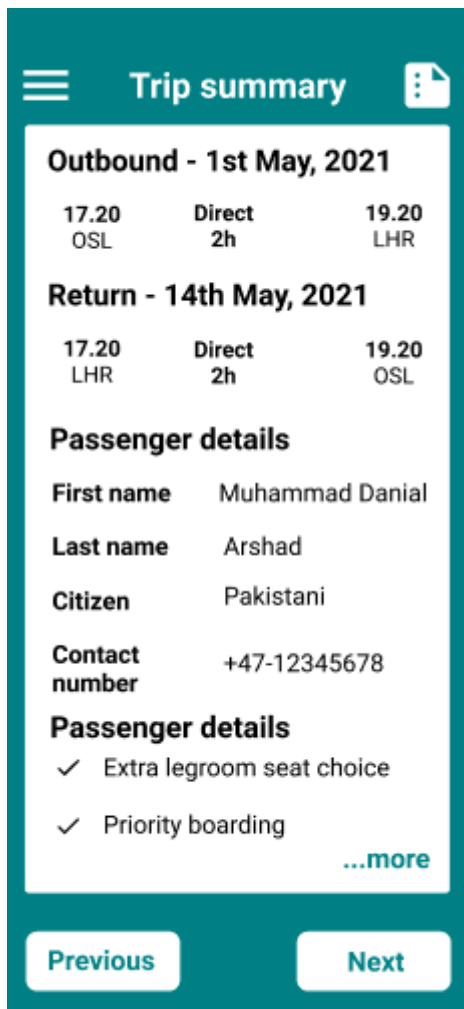 Trip summary
Outbound - 1st May, 2021
17.20 Direct 19.20
OSL 2h LHR
Return - 14th May, 2021
17.20 Direct 19.20
LHR 2h OSL
Passenger details
First name Muhammad Danial
Last name Arshad
Citizen Pakistani
Contact
number +47-12345678
Passenger details
Extra legroom seat choice
Priority boarding
...more
Previous Next